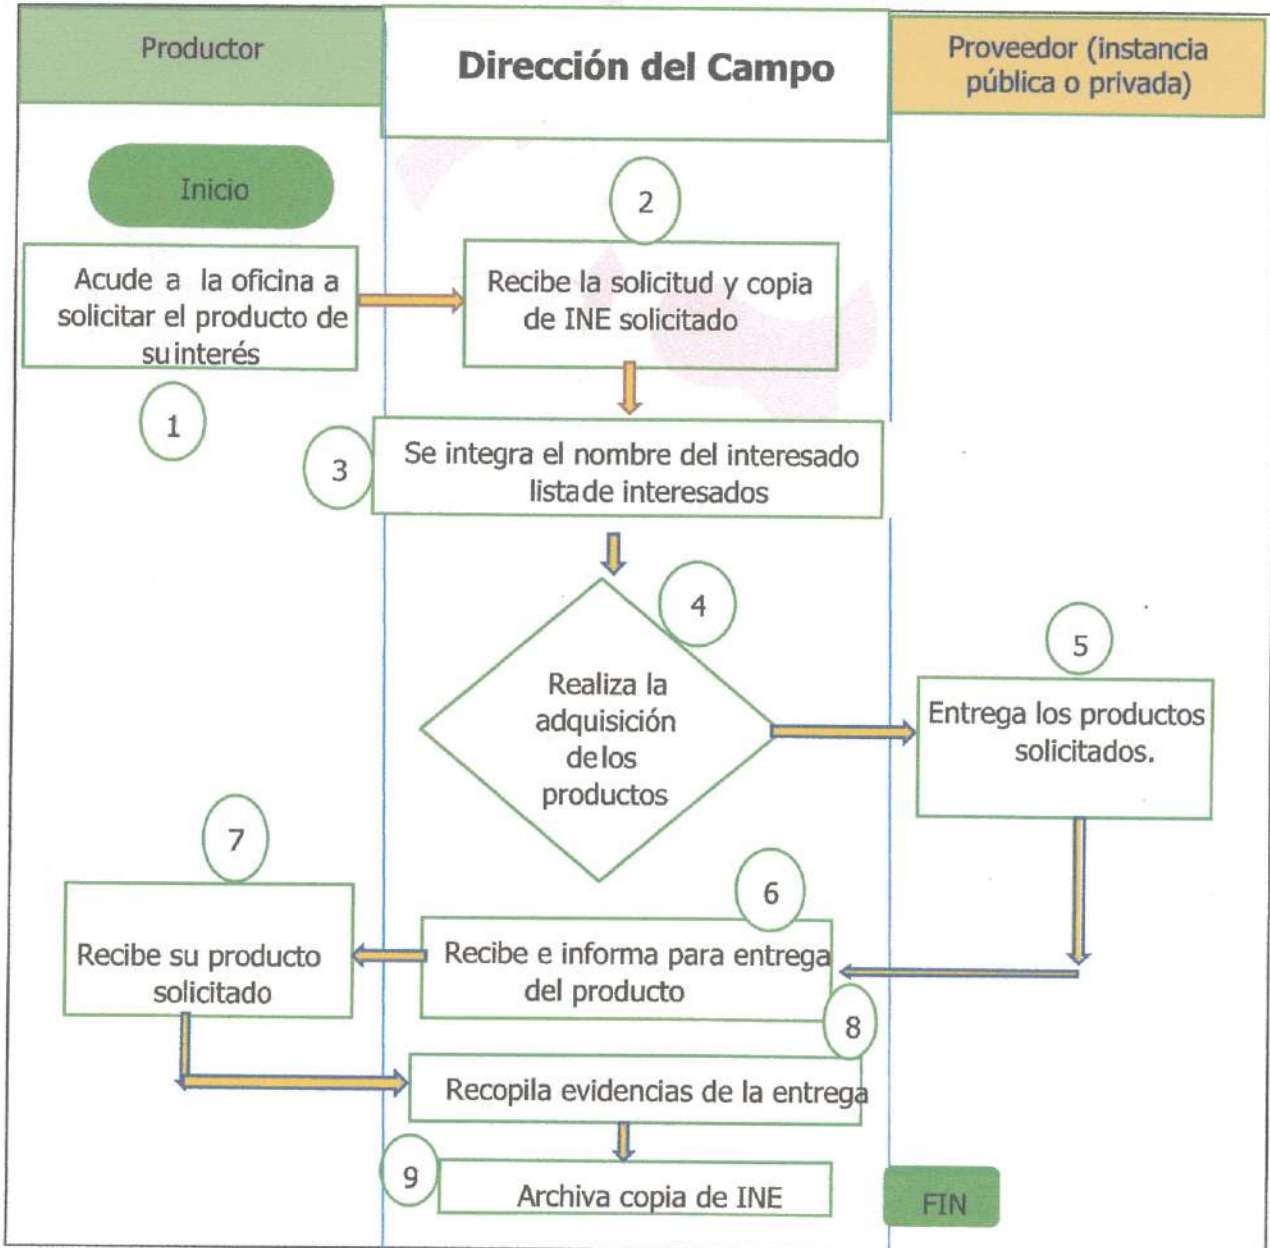 Productor
Dirección del Campo
Proveedor (instancia
pública o privada)
Inicio
1
Acude a la oficina a
solicitar el producto de
su interés
2
Recibe la solicitud y copia
de INE solicitado
3
Se integra el nombre del interesado
lista de interesados
4
Realiza la
adquisición
de los
productos
5
Entrega los productos
solicitados.
6
Recibe e informa para entrega
del producto
7
Recibe su producto
solicitado
8
Recopila evidencias de la entrega
9
Archiva copia de INE
FIN